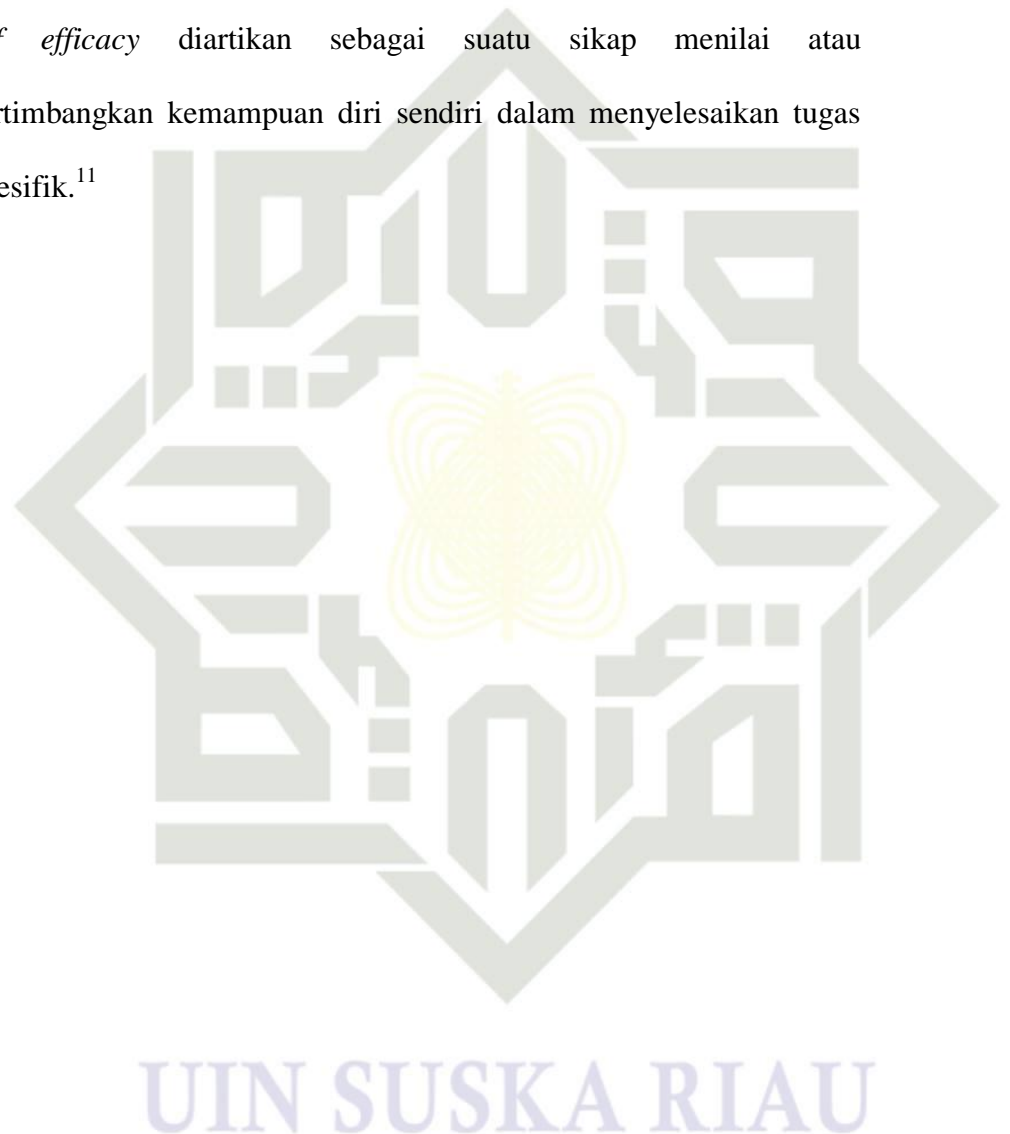 efficacy diartikan sebagai suatu sikap menilai atau
rtimbangkan kemampuan diri sendiri dalam menyelesaikan tugas
esifik.11
UIN SUSKA RIAU